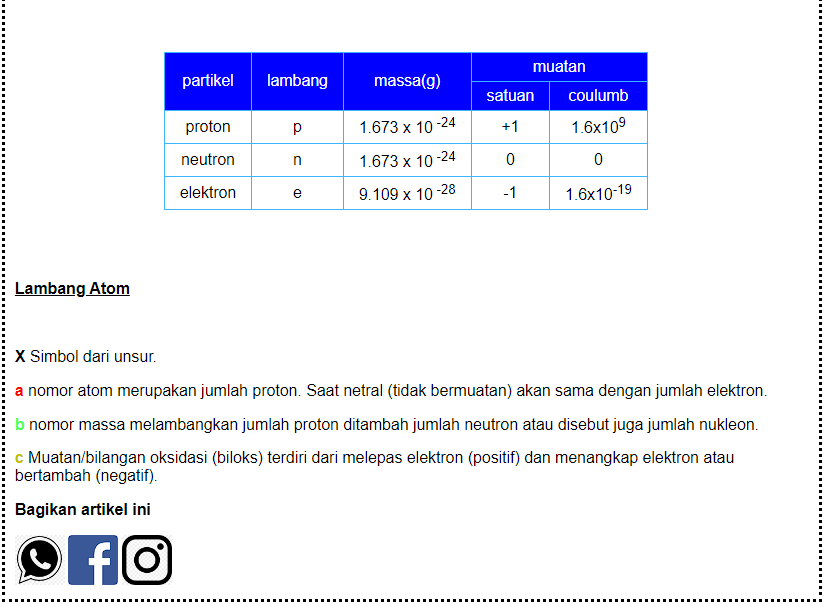 partikel lambang massa(g) muatan
satuan coulumb
proton p 1.673 x 10 -24 +1 1.6x109
neutron n 1.673 x 10 -24 0 0
elektron e 9.109 x 10 -28 -1 1.6x10-19
Lambang Atom
X Simbol dari unsur.
a nomor atom merupakan jumlah proton. Saat netral (tidak bermuatan) akan sama dengan jumlah elektron.
b nomor massa melambangkan jumlah proton ditambah jumlah neutron atau disebut juga jumlah nukleon.
c Muatan/bilangan oksidasi (biloks) terdiri dari melepas elektron (positif) dan menangkap elektron atau
bertambah (negatif).
Bagikan artikel ini